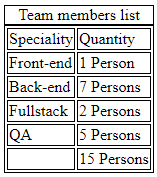 Team members list
Speciality Quantity
Front-end 1 Person
Back-end 7 Persons
Fullstack 2 Persons
QA 5 Persons
15 Persons